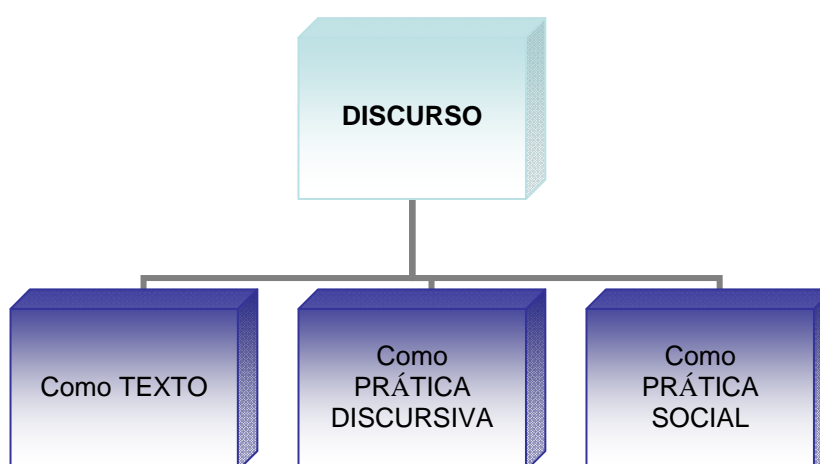 DISCURSO
Como TEXTO
Como
PRÁTICA
DISCURSIVA
Como
PRÁTICA
SOCIAL